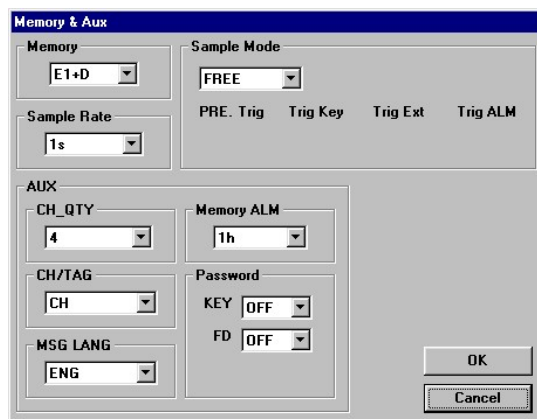 Memory & Aux
Memory
E1+D
Sample Mode
FREE
PRE. Trig Trig Key Trig Ext Trig ALM
Sample Rate
1s
AUX
CH_QTY
4
Memory ALM
1h
CH/TAG
CH
Password
KEY OFF
FD OFF
MSG LANG
ENG
OK
Cancel